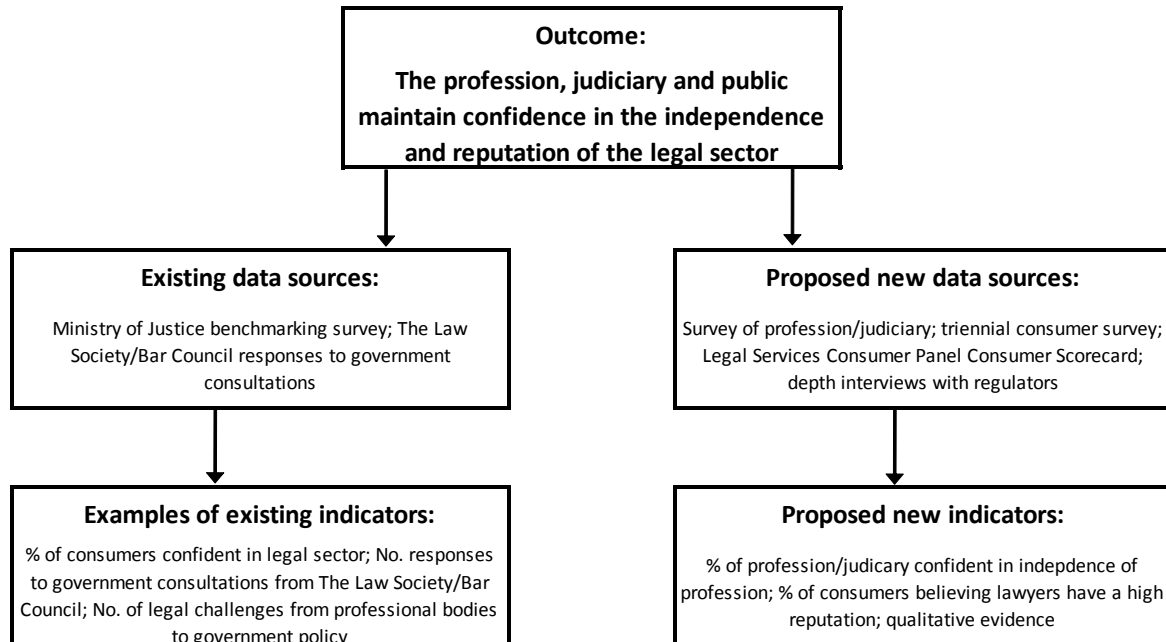 Outcome:
The profession, judiciary and public
maintain confidence in the independence
and reputation of the legal sector
Existing data sources:
Ministry of Justice benchmarking survey; The Law
Society/Bar Council responses to government
consultations
Proposed new data sources:
Survey of profession/judiciary; triennial consumer survey;
Legal Services Consumer Panel Consumer Scorecard;
depth interviews with regulators
Examples of existing indicators:
% of consumers confident in legal sector; No. responses
to government consultations from The Law Society/Bar
Council; No. of legal challenges from professional bodies
to government policy
Proposed new indicators:
% of profession/judicary confident in indepdence of
profession; % of consumers believing lawyers have a high
reputation; qualitative evidence